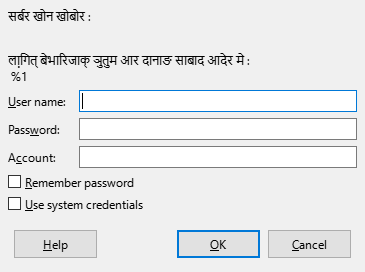 सर्बर खोन खोबोर :
लागित् बेभारिजाक् ञुतुम आर दानाङ साबाद आदेर मे :
%1
User name:
Password:
Account:
Remember password
Use system credentials
Help OK Cancel